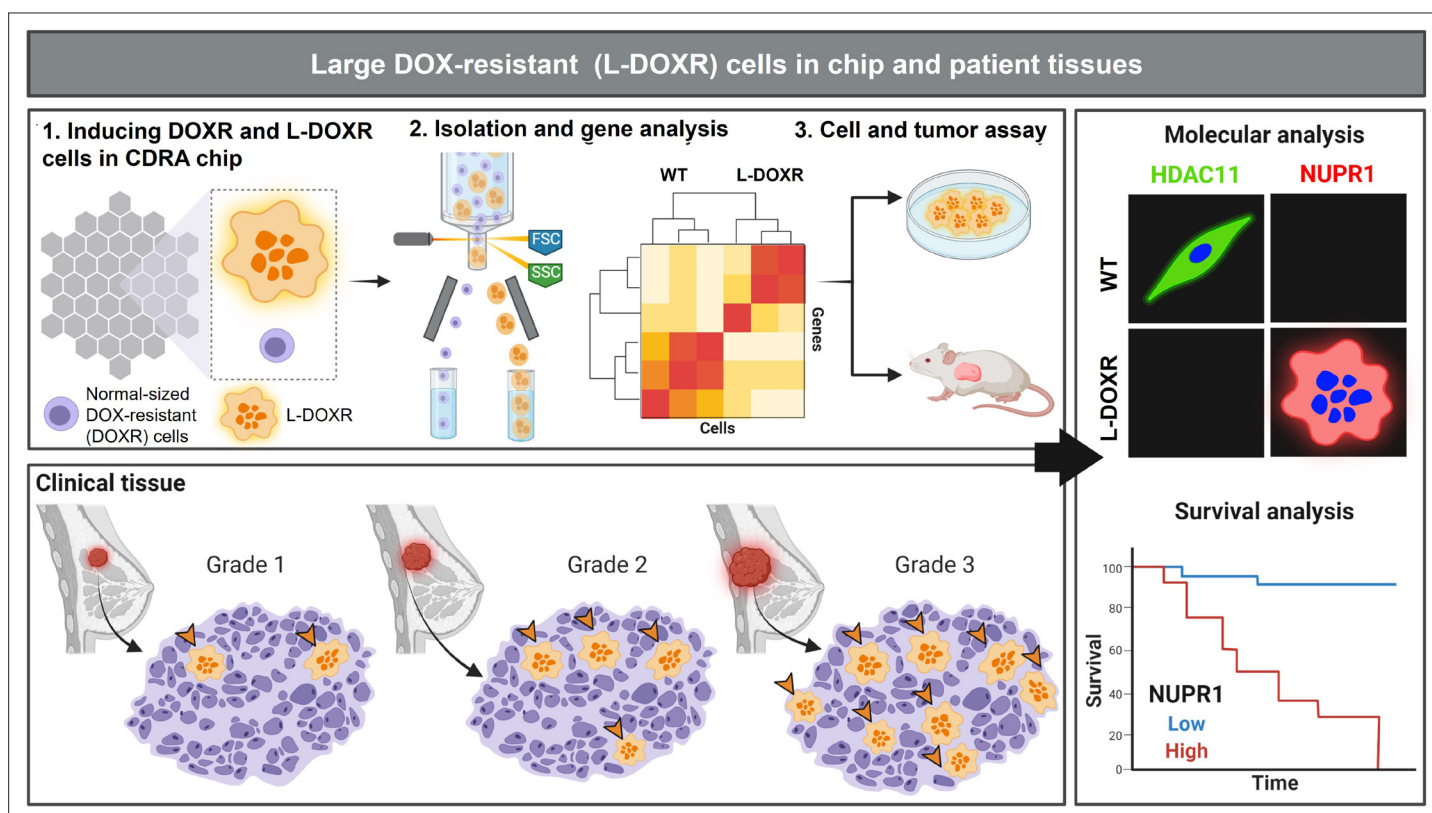 Large DOX-resistant (L-DOXR) cells in chip and patient tissues
1. Inducing DOXR and L-DOXR
cells in CDRA chip
Normal-sized
DOX-resistant
(DOXR) cells
L-DOXR
2. Isolation and gene analysis
FSC
SSC
WT
L-DOXR
Genes
Cells
3. Cell and tumor assay
Clinical tissue
Grade 1
Grade 2
Grade 3
Molecular analysis
HDAC11
NUPR1
WT
L-DOXR
Survival analysis
100
80
60
40
20
0
Survival
NUPR1
Low
High
Time